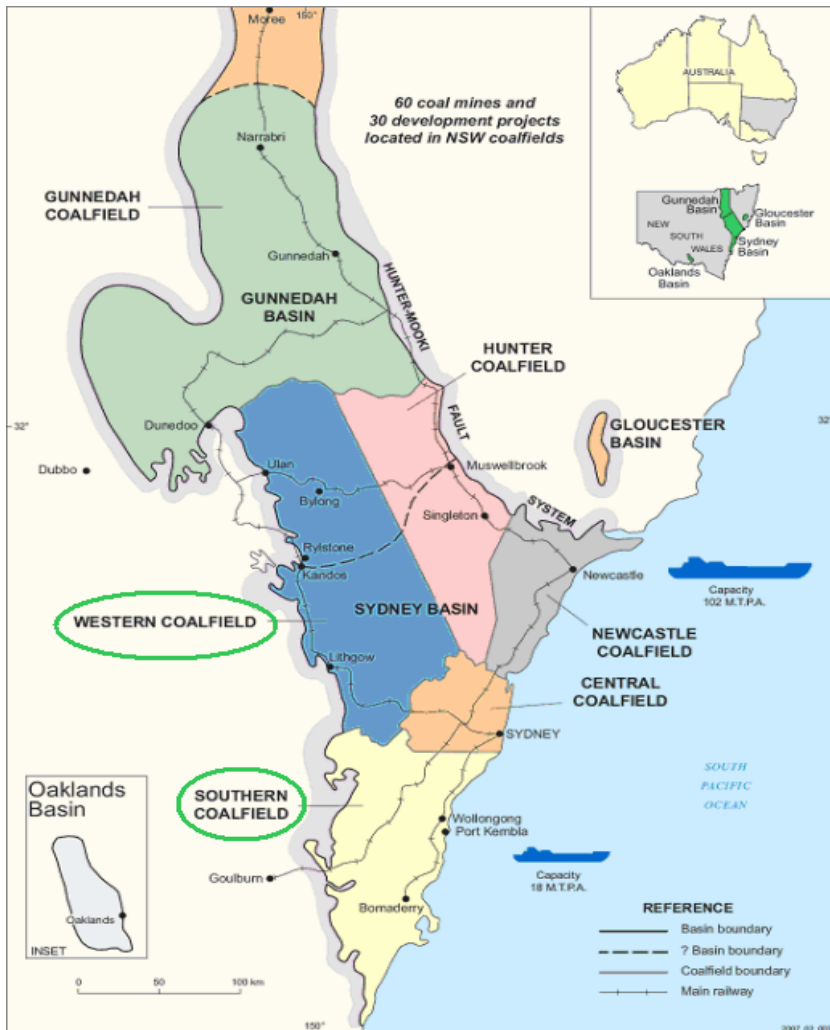 Moree
150°
60 coal mines and
30 development projects
located in NSW coalfields
AUSTRALIA
Gunnedah
Basin
Gloucester
Basin
NEW
SOUTH
WALES
Sydney
Basin
Oaklands
Basin
Narrabri
GUNNEDAH
COALFIELD
Gunnedah
GUNNEDAH
BASIN
HUNTER-MOOKI
FAULT
SYSTEM
HUNTER
COALFIELD
32°
32°
Dunedoo
GLOUCESTER
BASIN
Dubbo
Ulan
Muswellbrook
Bylong
Singleton
Rylstone
Kandos
Newcastle
Capacity
102 M.T.P.A.
WESTERN COALFIELD
SYDNEY BASIN
NEWCASTLE
COALFIELD
Lithgow
CENTRAL
COALFIELD
SYDNEY
SOUTH
PACIFIC
OCEAN
Oaklands
Basin
SOUTHERN
COALFIELD
Wollongong
Port Kembla
Goulburn
Capacity
18 M.T.P.A.
Bomaderry
Oaklands
INSET
REFERENCE
Basin boundary
? Basin boundary
Coalfield boundary
Main railway
0
50
100 km
150°